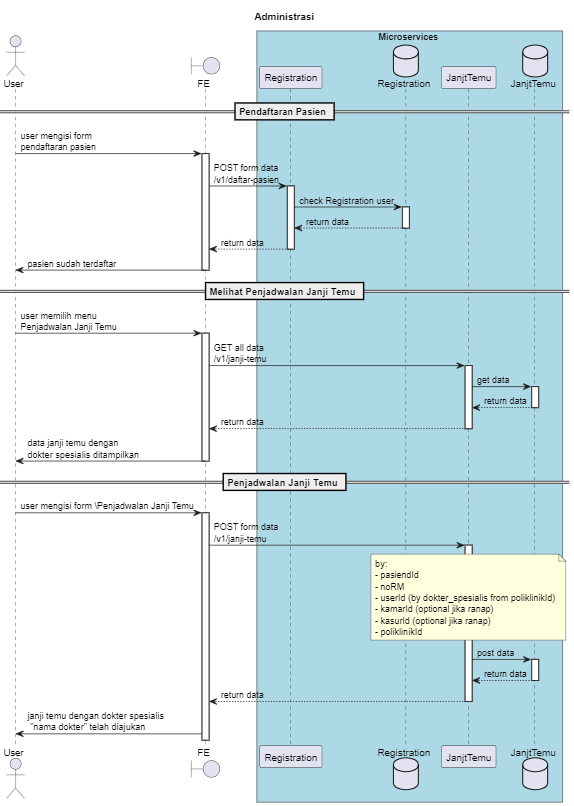 Administrasi
Microservices
User
FE
Registration
Registration
JanjtTemu
JanjtTemu
Pendaftaran Pasien
user mengisi form
pendaftaran pasien
POST form data
/v1/daftar-pasien
check Registration user
return data
return data
pasien sudah terdaftar
Melihat Penjadwalan Janji Temu
user memilih menu
Penjadwalan Janji Temu
GET all data
/v1/janji-temu
get data
return data
return data
data janji temu dengan
dokter spesialis ditampilkan
Penjadwalan Janji Temu
user mengisi form \Penjadwalan Janji Temu
POST form data
/v1/janji-temu
by:
- pasiendId
- noRM
- userId (by dokter_spesialis from poliklinikId)
- kamarId (optional jika ranap)
- kasurId (optional jika ranap)
- poliklinikId
post data
return data
return data
janji temu dengan dokter spesialis
"nama dokter" telah diajukan
User
FE
Registration
Registration
JanjtTemu
JanjtTemu